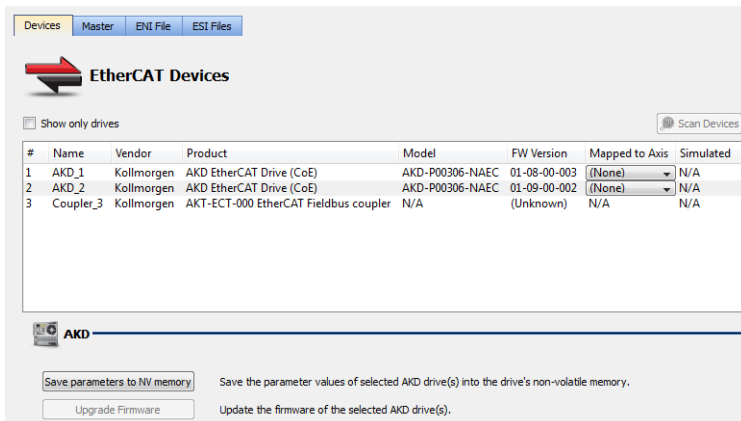 Devices Master ENI File ESI Files
EtherCAT Devices
Show only drives Scan Devices
# Name Vendor Product Model FW Version Mapped to Axis Simulated
1 AKD_1 Kollmorgen AKD EtherCAT Drive (CoE) AKD-P00306-NAEC 01-08-00-003 (None) N/A
2 AKD_2 Kollmorgen AKD EtherCAT Drive (CoE) AKD-P00306-NAEC 01-09-00-002 (None) N/A
3 Coupler_3 Kollmorgen AKT-ECT-000 EtherCAT Fieldbus coupler N/A (Unknown) N/A N/A
AKD
Save parameters to NV memory Save the parameter values of selected AKD drive(s) into the drive's non-volatile memory.
Upgrade Firmware Update the firmware of the selected AKD drive(s).